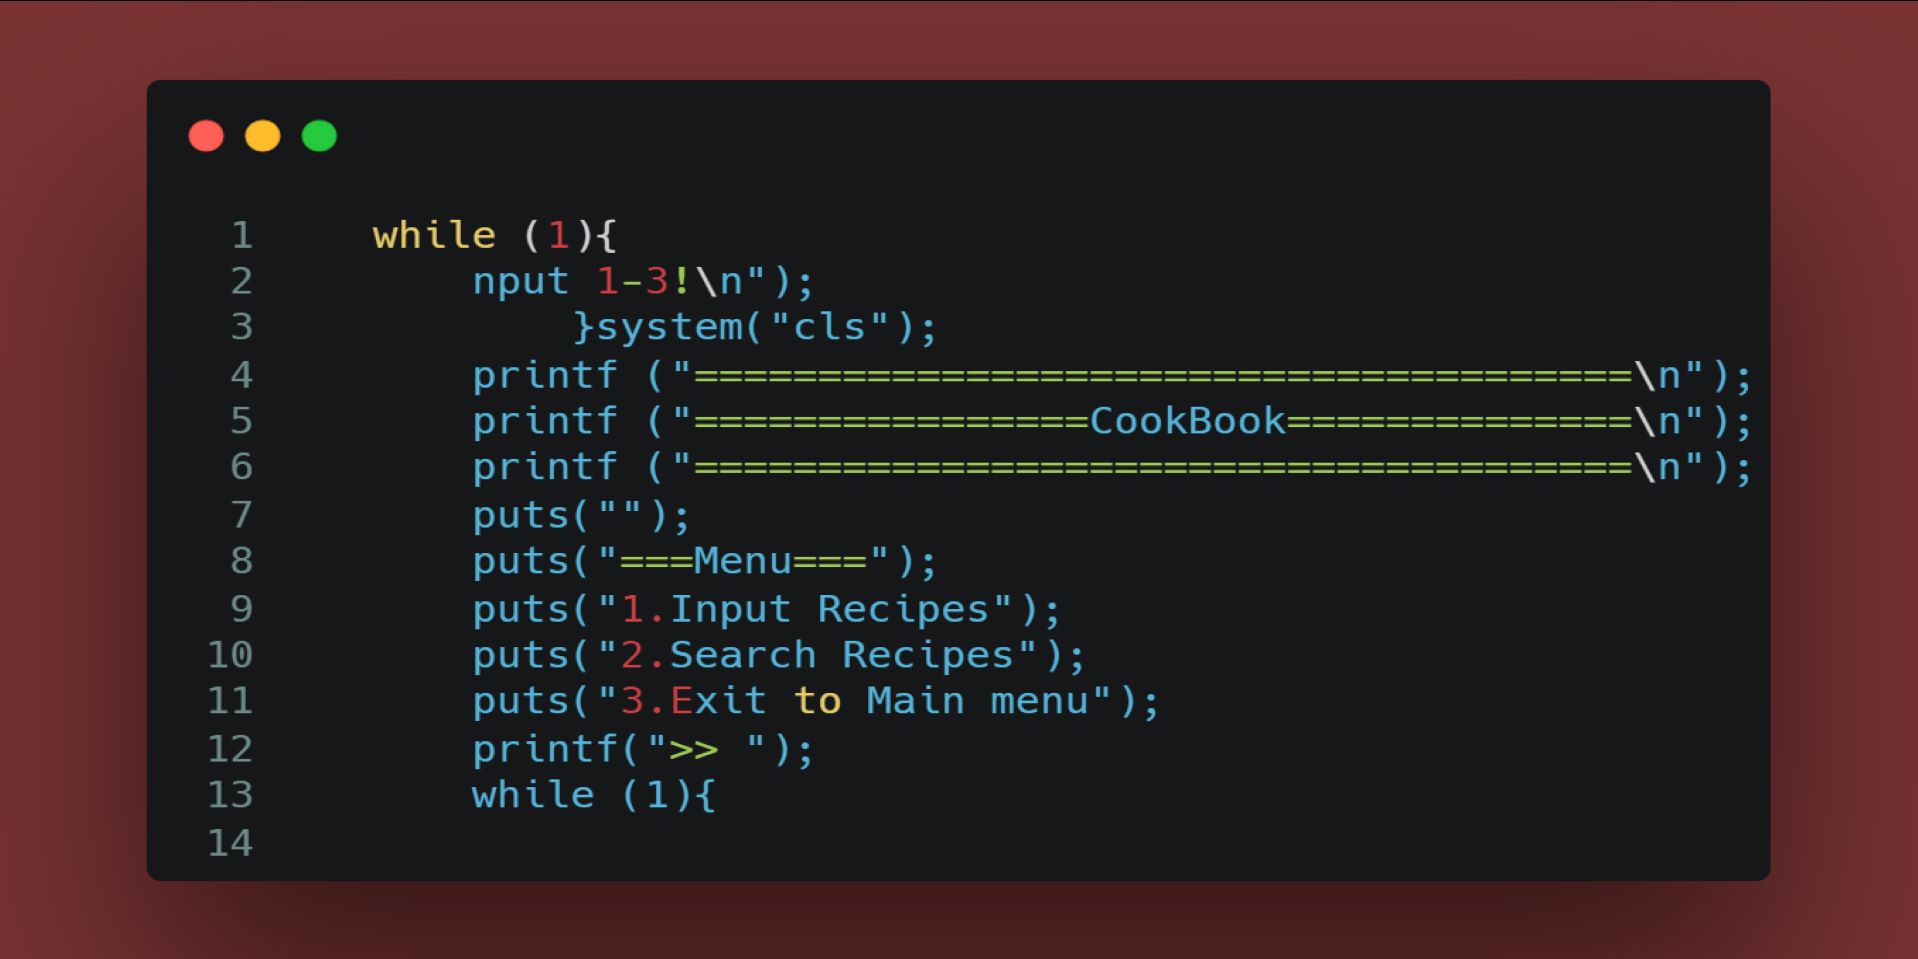 1 while (1){
2 nput 1-3!\n");
3 }system("cls");
4 printf ("======================================\n");
5 printf ("================CookBook==============\n");
6 printf ("======================================\n");
7 puts("");
8 puts("===Menu===");
9 puts("1.Input Recipes");
10 puts("2.Search Recipes");
11 puts("3.Exit to Main menu");
12 printf(">> ");
13 while (1){
14